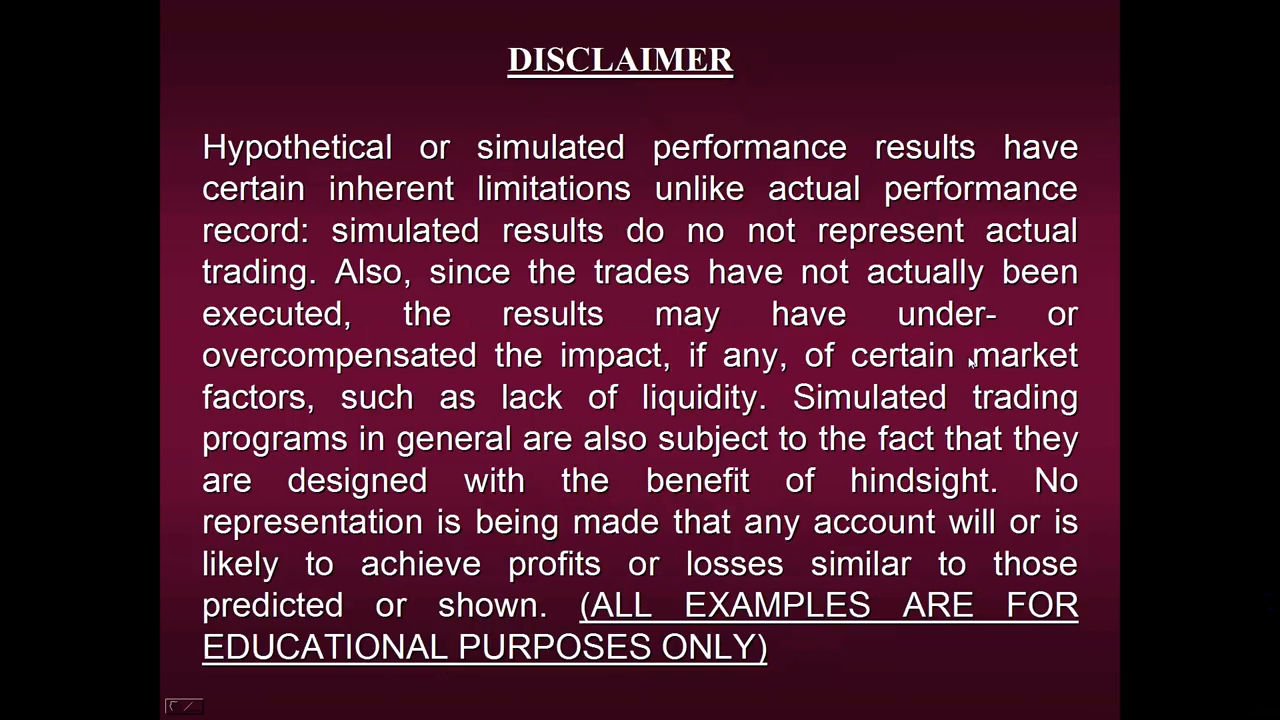 DISCLAIMER
Hypothetical or simulated performance results have
certain inherent limitations unlike actual performance
record: simulated results do no not represent actual
trading. Also, since the trades have not actually been
executed, the results may have under- or
overcompensated the impact, if any, of certain market
factors, such as lack of liquidity. Simulated trading
programs in general are also subject to the fact that they
are designed with the benefit of hindsight. No
representation is being made that any account will or is
likely to achieve profits or losses similar to those
predicted or shown. (ALL EXAMPLES ARE FOR
EDUCATIONAL PURPOSES ONLY)